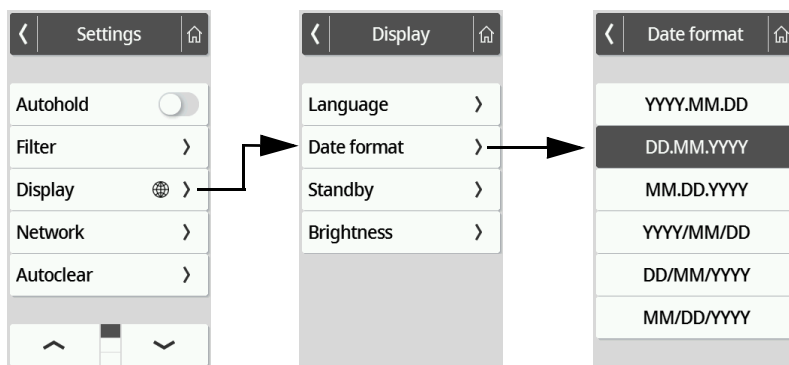 Settings
Autohold
Filter
Display
Network
Autoclear
Display
Language
Date format
Standby
Brightness
Date format
YYYY.MM.DD
DD.MM.YYYY
MM.DD.YYYY
YYYY/MM/DD
DD/MM/YYYY
MM/DD/YYYY